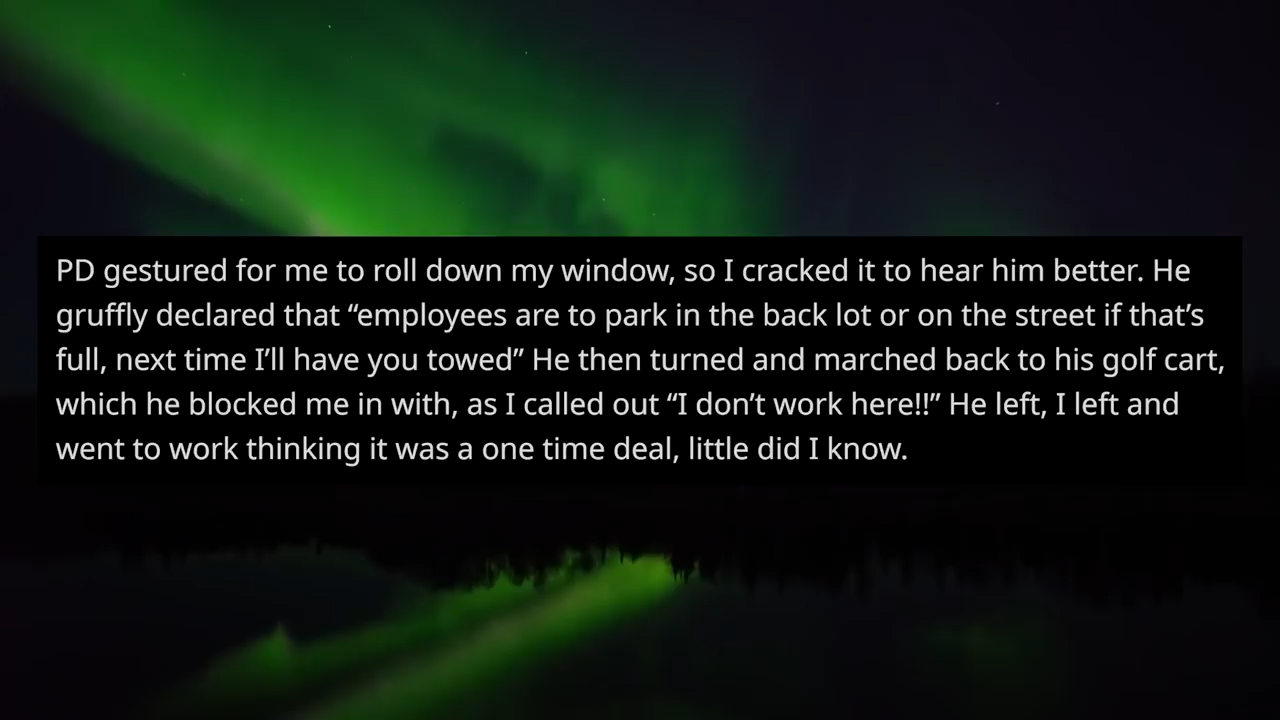 PD gestured for me to roll down my window, so I cracked it to hear him better. He
gruffly declared that “employees are to park in the back lot or on the street if that’s
full, next time I’ll have you towed” He then turned and marched back to his golf cart,
which he blocked me in with, as I called out “I don’t work here!!” He left, I left and
went to work thinking it was a one time deal, little did I know.